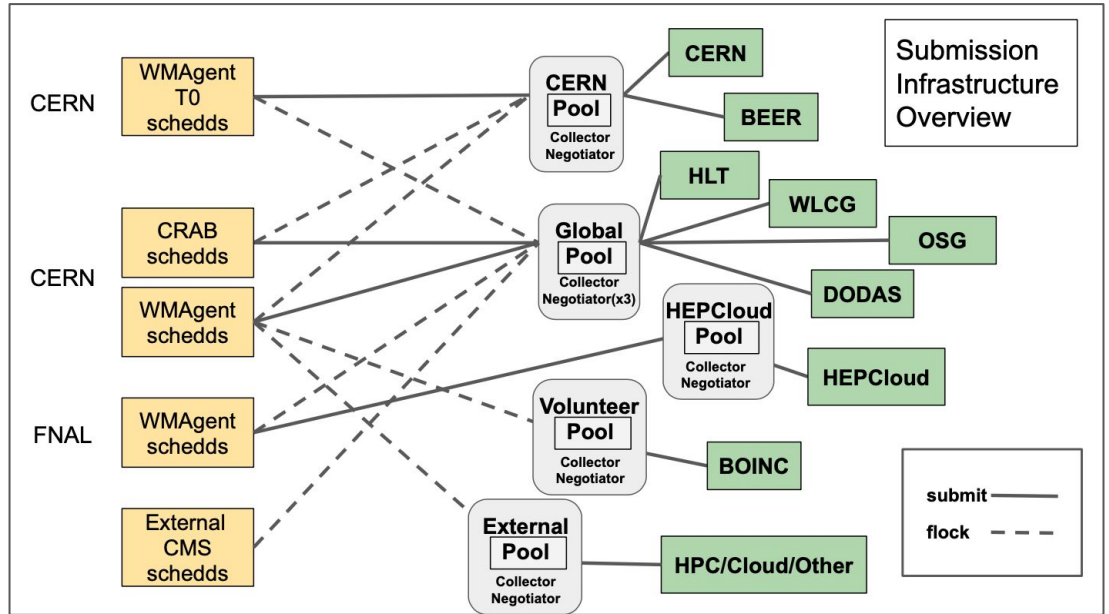 Submission
Infrastructure
Overview
CERN
WMAgent
T0
schedds
CERN
Pool
Collector
Negotiator
CERN
BEER
CERN
CRAB
schedds
WMAgent
schedds
Global
Pool
Collector
Negotiator(x3)
HLT
WLCG
OSG
DODAS
HEPCloud
Pool
Collector
Negotiator
HEPCloud
FNAL
WMAgent
schedds
Volunteer
Pool
Collector
Negotiator
BOINC
External
CMS
schedds
External
Pool
Collector
Negotiator
HPC/Cloud/Other
submit
flock